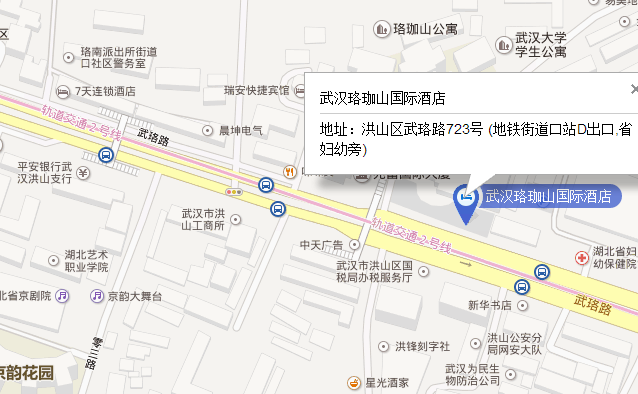 珞珈山公寓
武汉大学
学生公寓
珞南派出所街道
口社区警务室
7天连锁酒店
瑞安快捷宾馆
武汉珞珈山国际酒店
地址：洪山区武珞路723号 (地铁街道口站D出口,省
妇幼旁)
轨道交通2号线
武珞路
晨坤电气
平安银行武
汉洪山支行
武汉珞珈山国际酒店
武汉市洪
山工商所
轨道交通2号线
中天广告
湖北艺术
职业学院
武汉市洪山区国
税局办税服务厅
湖北省妇
幼保健院
北省京剧院
京韵大舞台
新华书店
武珞路
零三路
洪锋刻字社
洪山公安分
局网安大队
京韵花园
星光酒家
武汉为民生
物防治公司